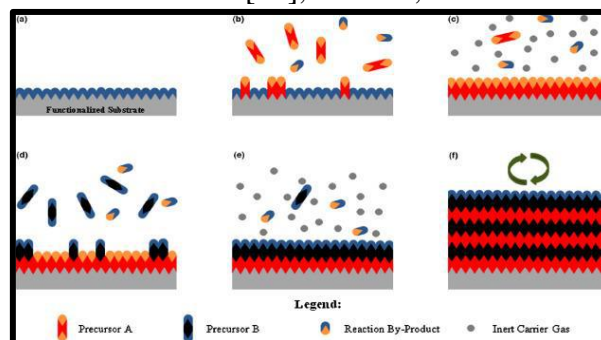 (a)
(b)
(c)
Functionalized Substrate
(d)
(e)
(f)
Legend:
Precursor A
Precursor B
Reaction By-Product
Inert Carrier Gas